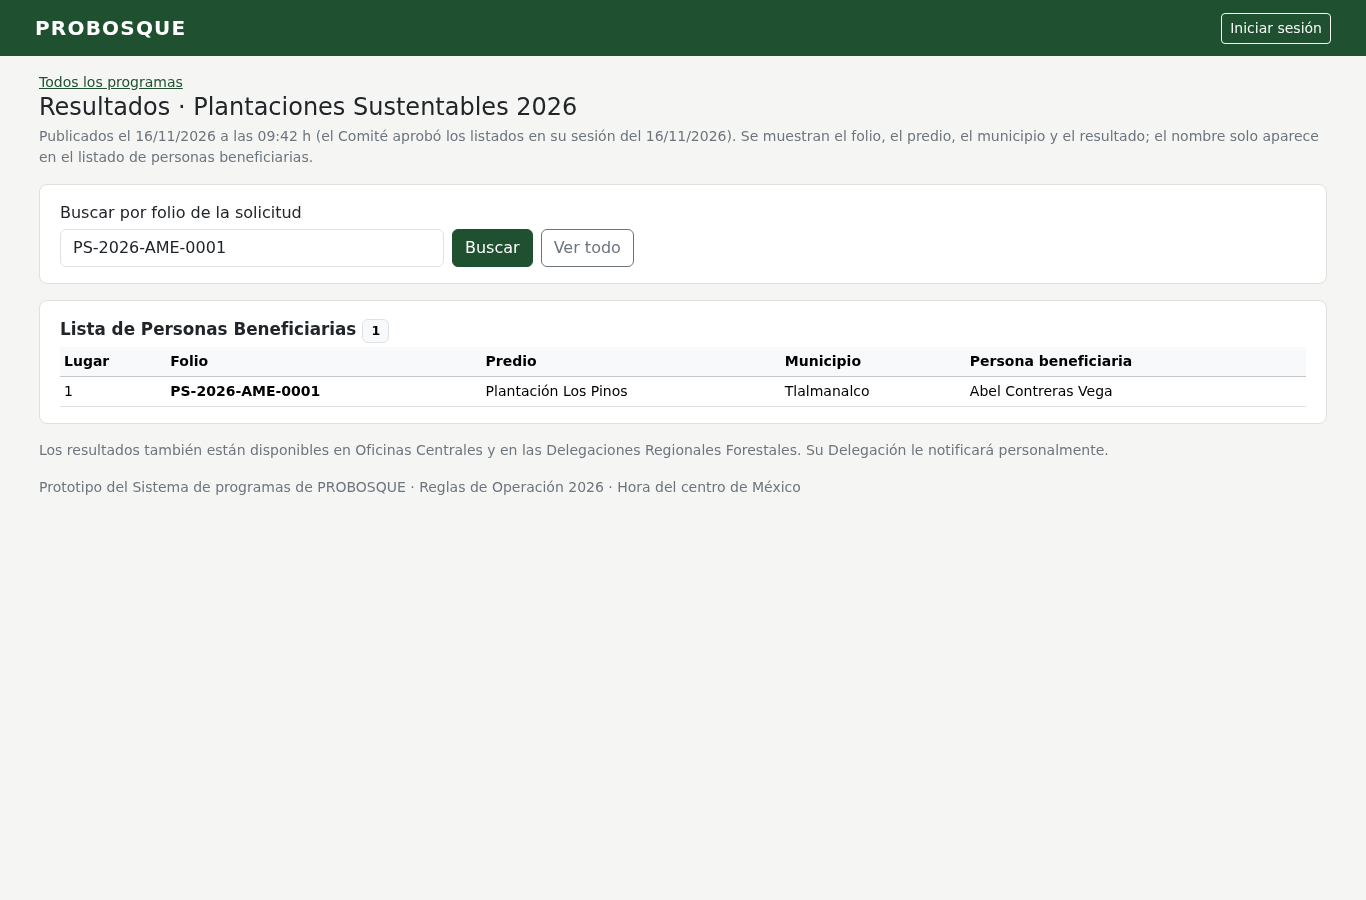 PROBOSQUE
Iniciar sesión
Todos los programas
Resultados · Plantaciones Sustentables 2026
Publicados el 16/11/2026 a las 09:42 h (el Comité aprobó los listados en su sesión del 16/11/2026). Se muestran el folio, el predio, el municipio y el resultado; el nombre solo aparece
en el listado de personas beneficiarias.
Buscar por folio de la solicitud
PS-2026-AME-0001 Buscar Ver todo
Lista de Personas Beneficiarias 1
Lugar Folio Predio Municipio Persona beneficiaria
1 PS-2026-AME-0001 Plantación Los Pinos Tlalmanalco Abel Contreras Vega
Los resultados también están disponibles en Oficinas Centrales y en las Delegaciones Regionales Forestales. Su Delegación le notificará personalmente.
Prototipo del Sistema de programas de PROBOSQUE · Reglas de Operación 2026 · Hora del centro de México